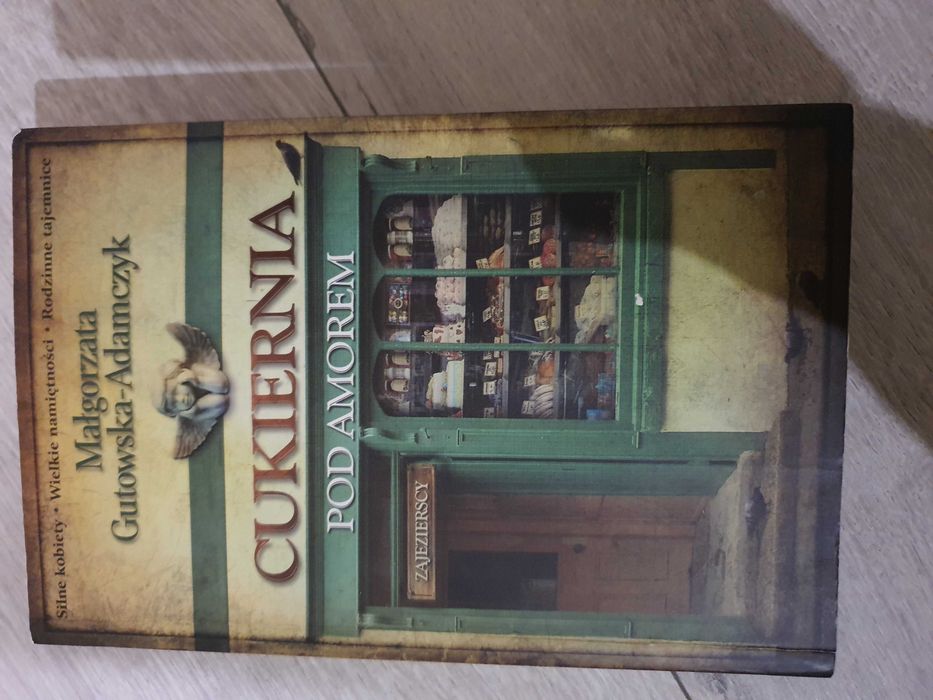 Silne kobiety • Wielkie namiętności • Rodzinne tajemnice
Małgorzata
Gutowska-Adamczyk
CUKIERNIA
POD AMOREM
ZAJEZIERSCY